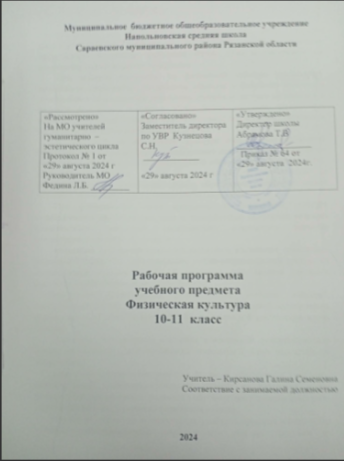 Муниципальное бюджетное общеобразовательное учреждение
Напольновская средняя школа
Сараевского муниципального района Рязанской области
«Рассмотрено»
На МО учителей
гуманитарно –
эстетического цикла
Протокол № 1 от
«29» августа 2024 г
Руководитель МО
Федина Л.Б.
«Согласовано»
Заместитель директора
по УВР Кузнецова
С.Н.
«29» августа 2024 г
«Утверждено»
Директор школы
Абрамова Т.В
Приказ № 64 от
«29» августа 2024г.
Рабочая программа
учебного предмета
Физическая культура
10-11 класс
Учитель – Кирсанова Галина Семеновна
Соответствие с занимаемой должностью.
2024